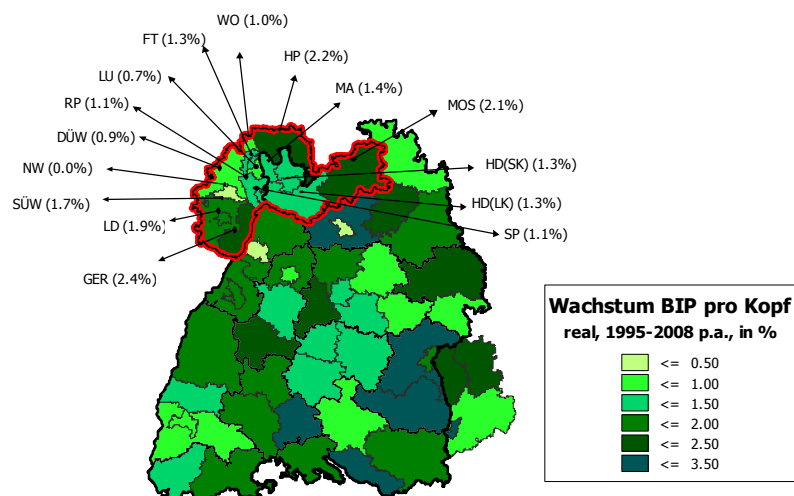 WO (1.0%)
FT (1.3%)
HP (2.2%)
LU (0.7%)
MA (1.4%)
RP (1.1%)
MOS (2.1%)
DÜW (0.9%)
NW (0.0%)
HD(SK) (1.3%)
SÜW (1.7%)
HD(LK) (1.3%)
LD (1.9%)
SP (1.1%)
GER (2.4%)
Wachstum BIP pro Kopf
real, 1995-2008 p.a., in %
<= 0.50
<= 1.00
<= 1.50
<= 2.00
<= 2.50
<= 3.50